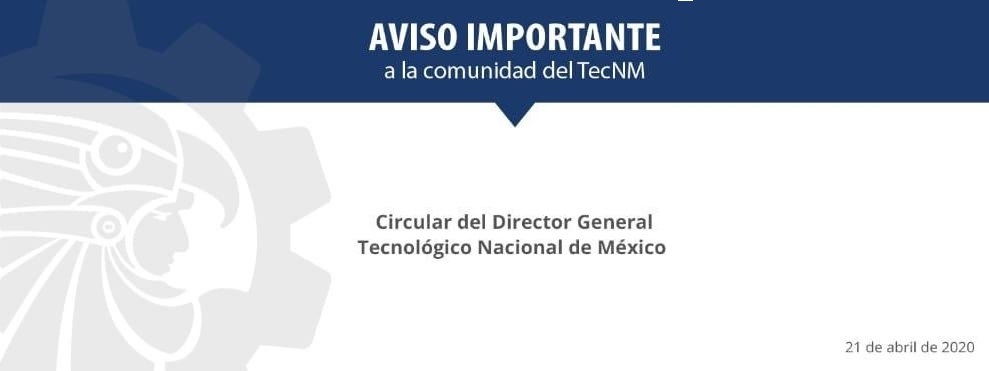 AVISO IMPORTANTE
a la comunidad del TecNM
Circular del Director General
Tecnológico Nacional de México
21 de abril de 2020